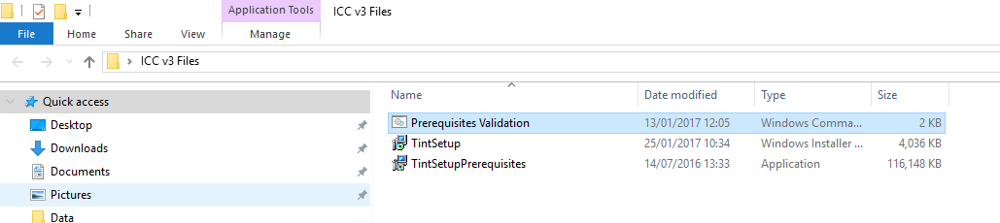 Application Tools ICC v3 Files
File Home Share View Manage
ICC v3 Files
Name Date modified Type Size
Quick access
Desktop Prerequisites Validation 13/01/2017 12:05 Windows Comma... 2 KB
Downloads TintSetup 25/01/2017 10:34 Windows Installer ... 4,036 KB
Documents TintSetupPrerequisites 14/07/2016 13:33 Application 116,148 KB
Pictures
Data